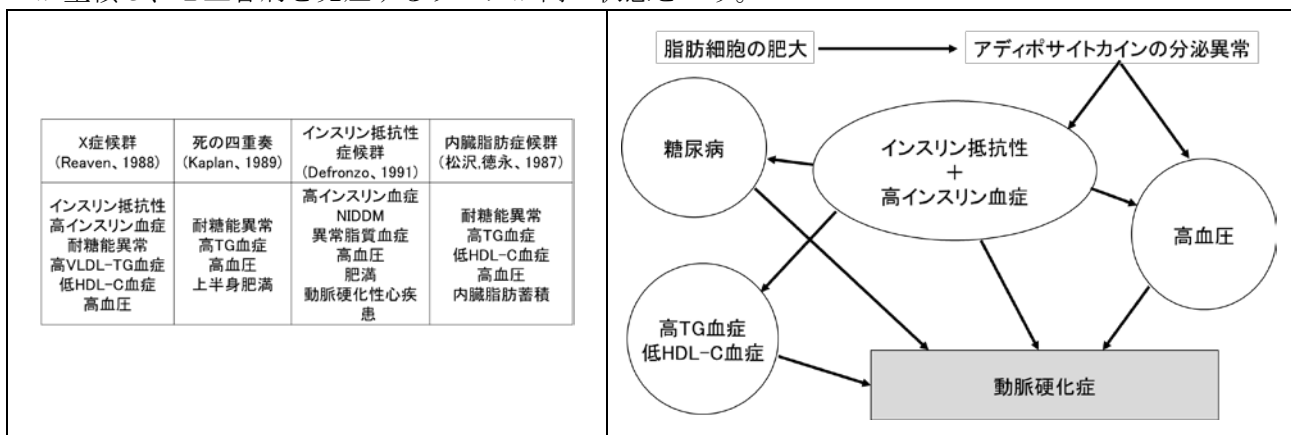 X症候群
(Reaven、1988)
死の四重奏
(Kaplan、1989)
インスリン抵抗性
症候群
(Defronzo、1991)
内臓脂肪症候群
(松沢,徳永、1987)
インスリン抵抗性
高インスリン血症
耐糖能異常
高VLDL-TG血症
低HDL-C血症
高血圧
耐糖能異常
高TG血症
高血圧
上半身肥満
高インスリン血症
NIDDM
異常脂質血症
高血圧
肥満
動脈硬化性心疾
患
耐糖能異常
高TG血症
低HDL-C血症
高血圧
内臓脂肪蓄積
脂肪細胞の肥大
アディポサイトカインの分泌異常
糖尿病
インスリン抵抗性
+
高インスリン血症
高血圧
高TG血症
低HDL-C血症
動脈硬化症